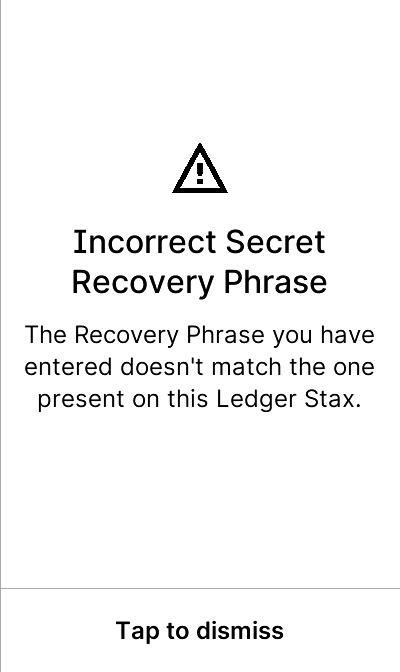 Incorrect Secret
Recovery Phrase
The Recovery Phrase you have
entered doesn't match the one
present on this Ledger Stax.
Tap to dismiss